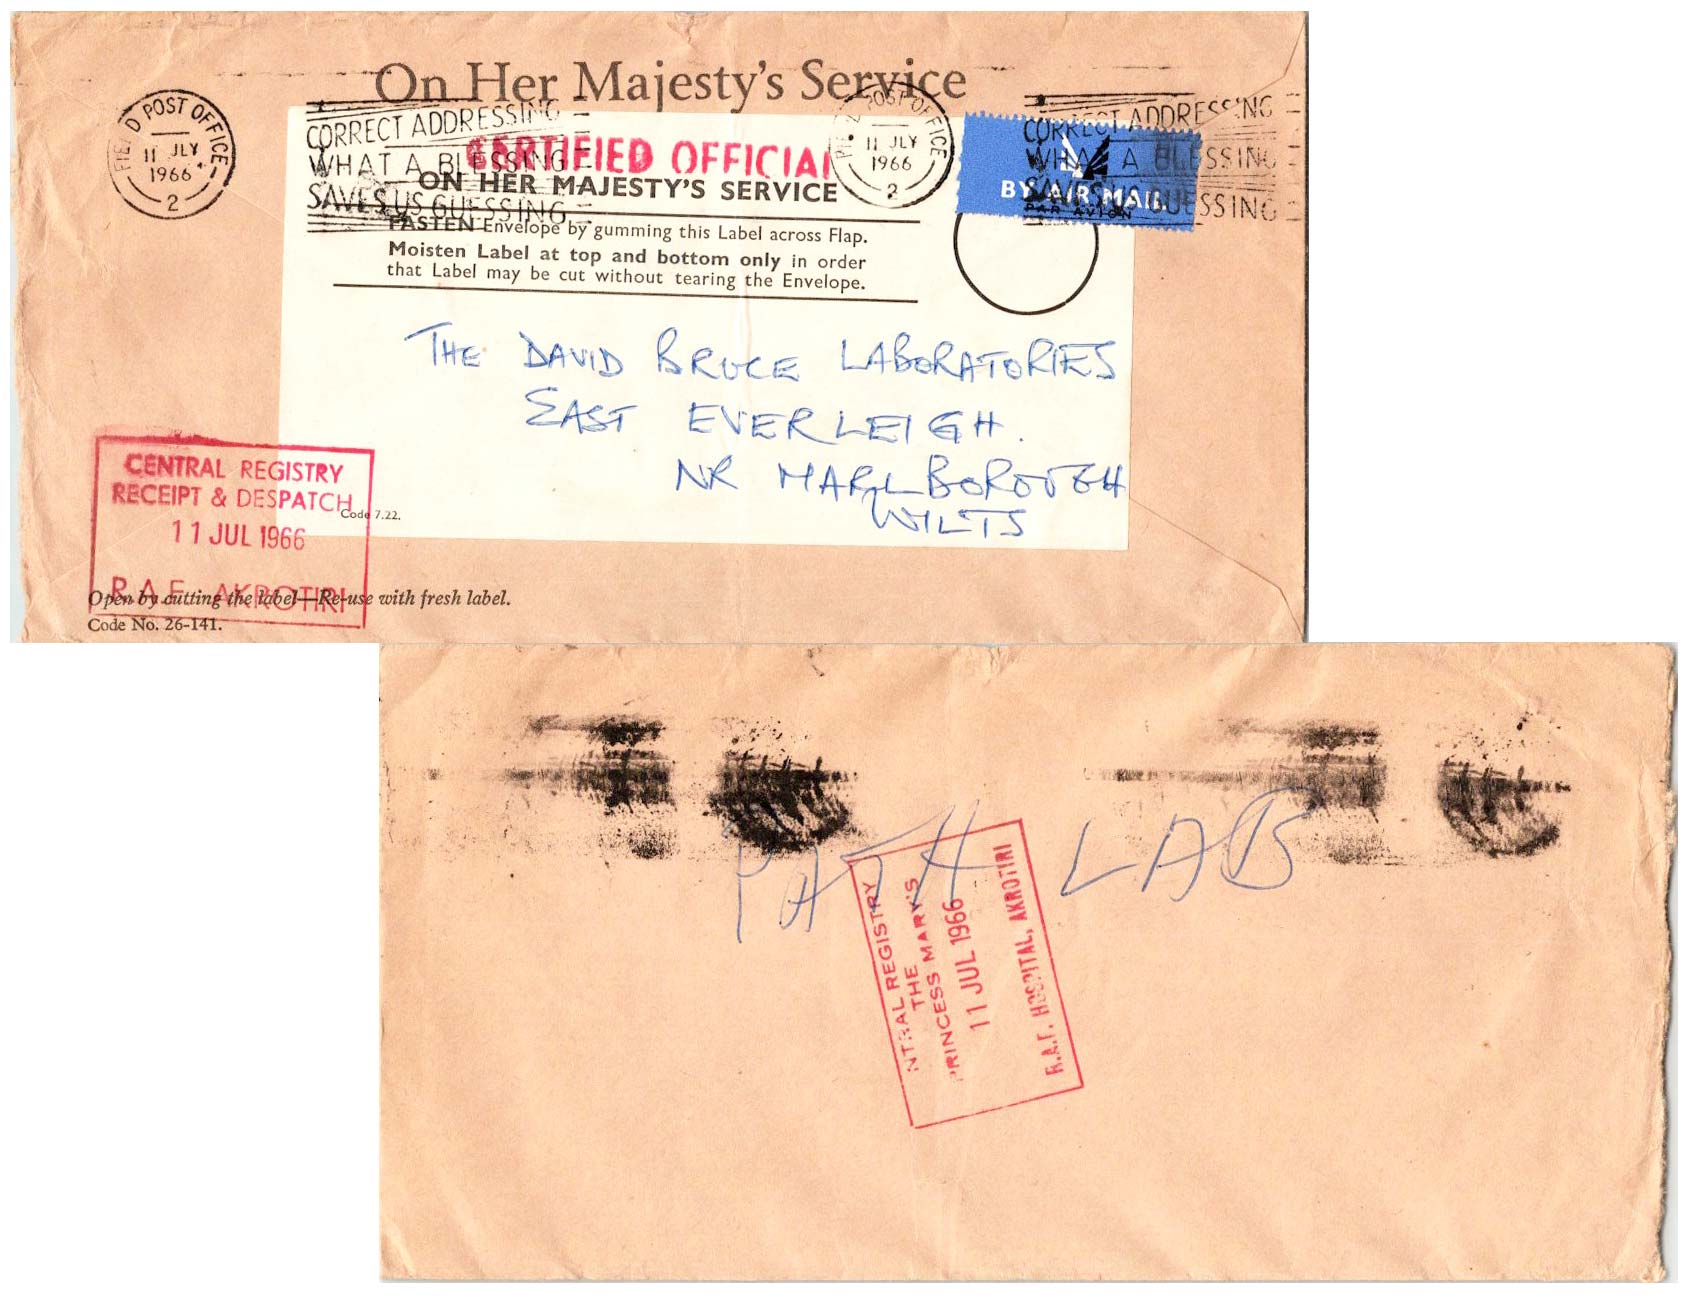 On Her Majesty's Service
FIELD POST OFFICE
11 JLY
1966
2
CORRECT ADDRESSING
WHAT A BLESSING
SAVES US GUESSING
CERTIFIED OFFICIAL
ON HER MAJESTY'S SERVICE
FASTEN Envelope by gumming this Label across Flap.
Moisten Label at top and bottom only in order
that Label may be cut without tearing the Envelope.
FIELD POST OFFICE
11 JLY
1966
2
BY AIR MAIL
PAR AVION
CORRECT ADDRESSING
WHAT A BLESSING
SAVES US GUESSING
THE DAVID BRUCE LABORATORIES
EAST EVERLEIGH.
NR MARLBOROUGH
WILTS
CENTRAL REGISTRY
RECEIPT & DESPATCH
11 JUL 1966
R.A.F. AKROTIRI
Code 7.22.
Open by cutting the label—Re-use with fresh label.
Code No. 26-141.
PATH LAB
NTRAL REGISTRY
THE
PRINCESS MARY'S
11 JUL 1966
R.A.F. HOSPITAL, AKROTIRI